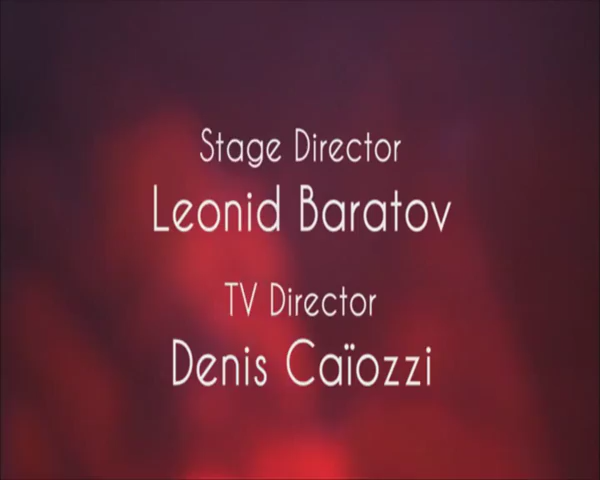 Stage Director
Leonid Baratov
TV Director
Denis Caïozzi